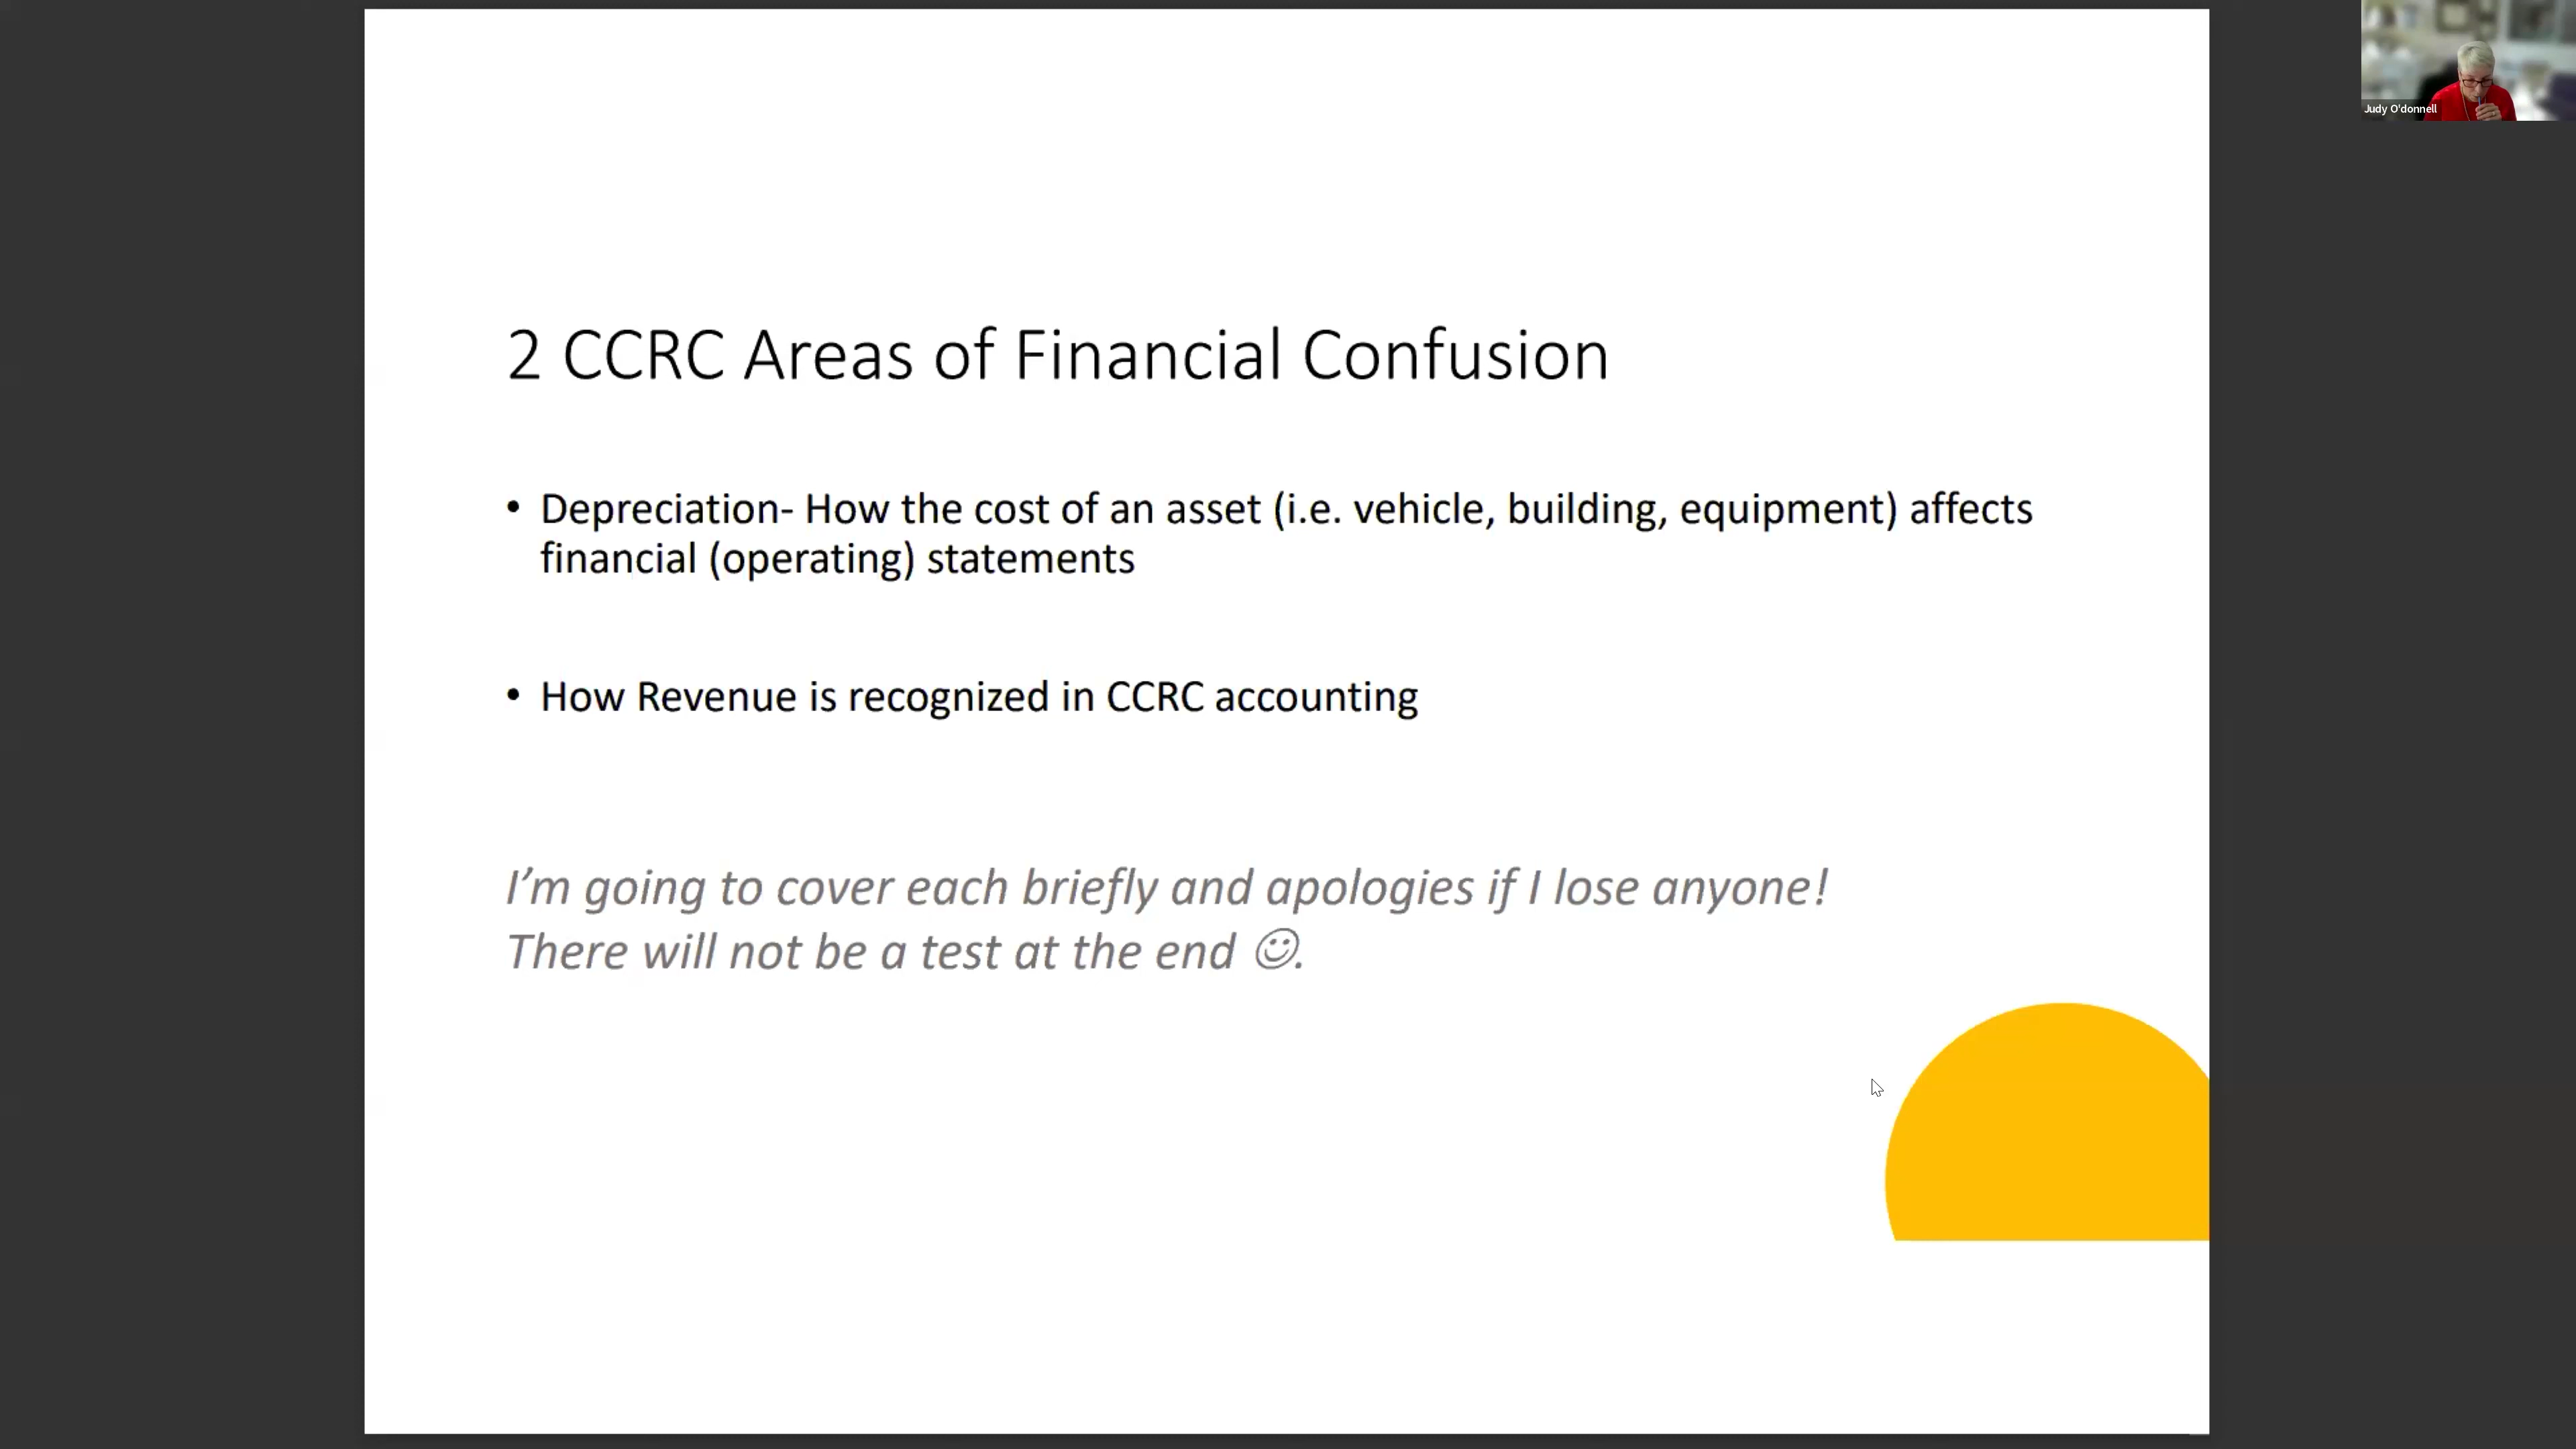 Judy O'donnell
2 CCRC Areas of Financial Confusion
• Depreciation- How the cost of an asset (i.e. vehicle, building, equipment) affects
financial (operating) statements
• How Revenue is recognized in CCRC accounting
I'm going to cover each briefly and apologies if I lose anyone!
There will not be a test at the end ☺.